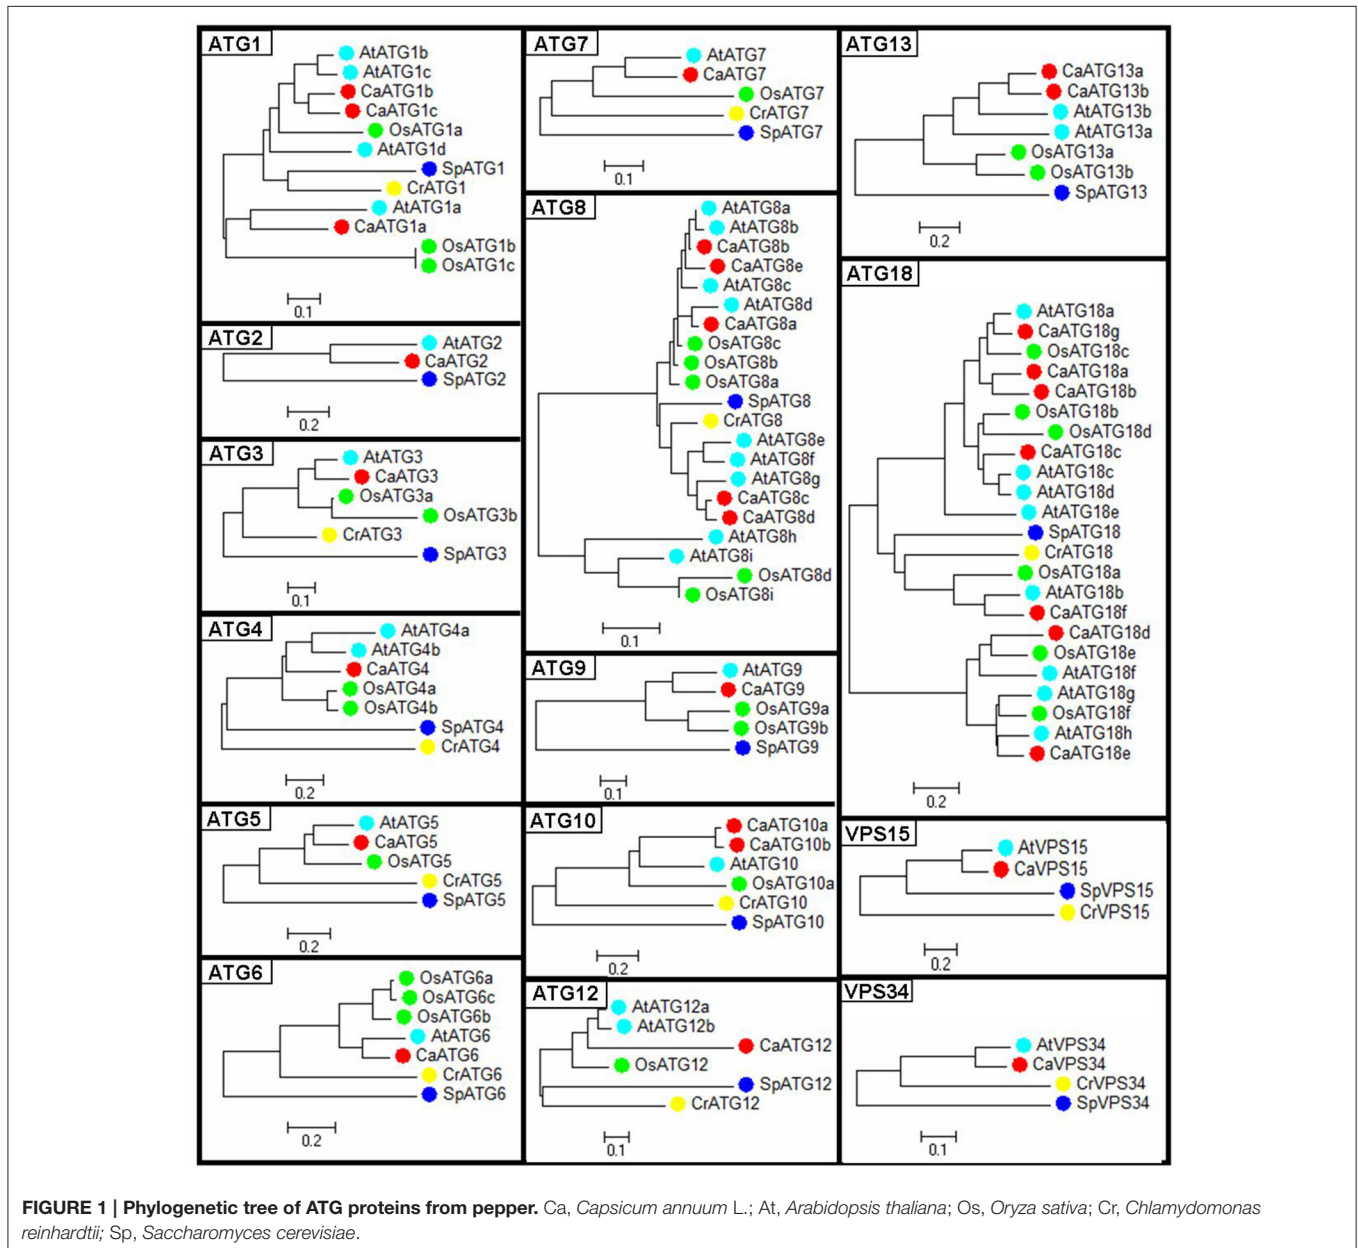 ATG1
AtATG1b
AtATG1c
CaATG1b
CaATG1c
OsATG1a
AtATG1d
SpATG1
CrATG1
AtATG1a
CaATG1a
OsATG1b
OsATG1c
0.1
ATG2
AtATG2
CaATG2
SpATG2
0.2
ATG3
AtATG3
CaATG3
OsATG3a
OsATG3b
CrATG3
SpATG3
0.1
ATG4
AtATG4a
AtATG4b
CaATG4
OsATG4a
OsATG4b
SpATG4
CrATG4
0.2
ATG5
AtATG5
CaATG5
OsATG5
CrATG5
SpATG5
0.2
ATG6
OsATG6a
OsATG6c
OsATG6b
AtATG6
CaATG6
CrATG6
SpATG6
0.2
ATG7
AtATG7
CaATG7
OsATG7
CrATG7
SpATG7
0.1
ATG8
AtATG8a
AtATG8b
CaATG8b
CaATG8e
AtATG8c
AtATG8d
CaATG8a
OsATG8c
OsATG8b
OsATG8a
SpATG8
CrATG8
AtATG8e
AtATG8f
AtATG8g
CaATG8c
CaATG8d
AtATG8h
AtATG8i
OsATG8d
OsATG8i
0.1
ATG9
AtATG9
CaATG9
OsATG9a
OsATG9b
SpATG9
0.1
ATG10
CaATG10a
CaATG10b
AtATG10
OsATG10a
CrATG10
SpATG10
0.2
ATG12
AtATG12a
AtATG12b
CaATG12
OsATG12
SpATG12
CrATG12
0.1
ATG13
CaATG13a
CaATG13b
AtATG13b
AtATG13a
OsATG13a
OsATG13b
SpATG13
0.2
ATG18
AtATG18a
CaATG18g
OsATG18c
CaATG18a
CaATG18b
OsATG18b
OsATG18d
CaATG18c
AtATG18c
AtATG18d
AtATG18e
SpATG18
CrATG18
OsATG18a
AtATG18b
CaATG18f
CaATG18d
OsATG18e
AtATG18f
AtATG18g
OsATG18f
AtATG18h
CaATG18e
0.2
VPS15
AtVPS15
CaVPS15
SpVPS15
CrVPS15
0.2
VPS34
AtVPS34
CaVPS34
CrVPS34
SpVPS34
0.1
FIGURE 1 | Phylogenetic tree of ATG proteins from pepper. Ca, Capsicum annuum L.; At, Arabidopsis thaliana; Os, Oryza sativa; Cr, Chlamydomonas
reinhardtii; Sp, Saccharomyces cerevisiae.